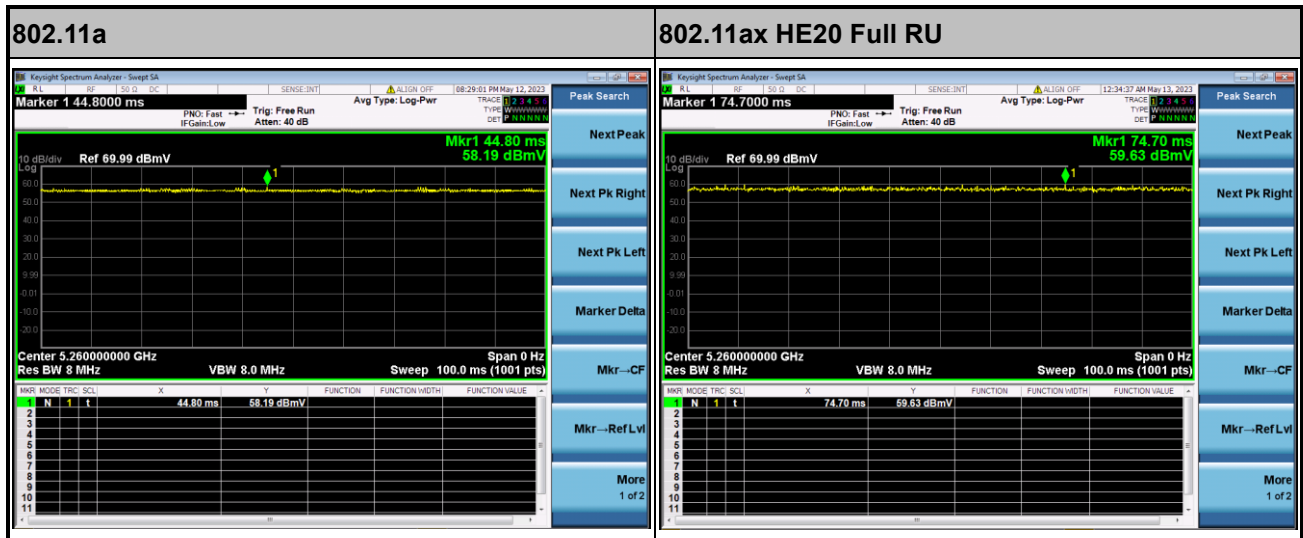 802.11a
Keysight Spectrum Analyzer - Swept SA
RL RF 50 Ω DC SENSE:INT ALIGN OFF 08:29:01 PM May 12, 2023
Marker 1 44.8000 ms
PNO: Fast
IFGain:Low
Trig: Free Run
Atten: 40 dB
Avg Type: Log-Pwr
TRACE 1 2 3 4 5 6
TYPE WWWWWW
DET P N N N N N
Peak Search
Mkr1 44.80 ms
58.19 dBmV
10 dB/div Ref 69.99 dBmV
Log
1
60.0
50.0
40.0
30.0
20.0
9.99
-0.01
-10.0
-20.0
Center 5.260000000 GHz Span 0 Hz
Res BW 8 MHz VBW 8.0 MHz Sweep 100.0 ms (1001 pts)
MKR MODE TRC SCL X Y FUNCTION FUNCTION WIDTH FUNCTION VALUE
1 N 1 t 44.80 ms 58.19 dBmV
2
3
4
5
6
7
8
9
10
11
Next Peak
Next Pk Right
Next Pk Left
Marker Delta
Mkr→CF
Mkr→Ref Lvl
More
1 of 2
802.11ax HE20 Full RU
Keysight Spectrum Analyzer - Swept SA
RL RF 50 Ω DC SENSE:INT ALIGN OFF 12:34:37 AM May 13, 2023
Marker 1 74.7000 ms
PNO: Fast
IFGain:Low
Trig: Free Run
Atten: 40 dB
Avg Type: Log-Pwr
TRACE 1 2 3 4 5 6
TYPE WWWWWW
DET P N N N N N
Peak Search
Mkr1 74.70 ms
59.63 dBmV
10 dB/div Ref 69.99 dBmV
Log
1
60.0
50.0
40.0
30.0
20.0
9.99
-0.01
-10.0
-20.0
Center 5.260000000 GHz Span 0 Hz
Res BW 8 MHz VBW 8.0 MHz Sweep 100.0 ms (1001 pts)
MKR MODE TRC SCL X Y FUNCTION FUNCTION WIDTH FUNCTION VALUE
1 N 1 t 74.70 ms 59.63 dBmV
2
3
4
5
6
7
8
9
10
11
Next Peak
Next Pk Right
Next Pk Left
Marker Delta
Mkr→CF
Mkr→Ref Lvl
More
1 of 2